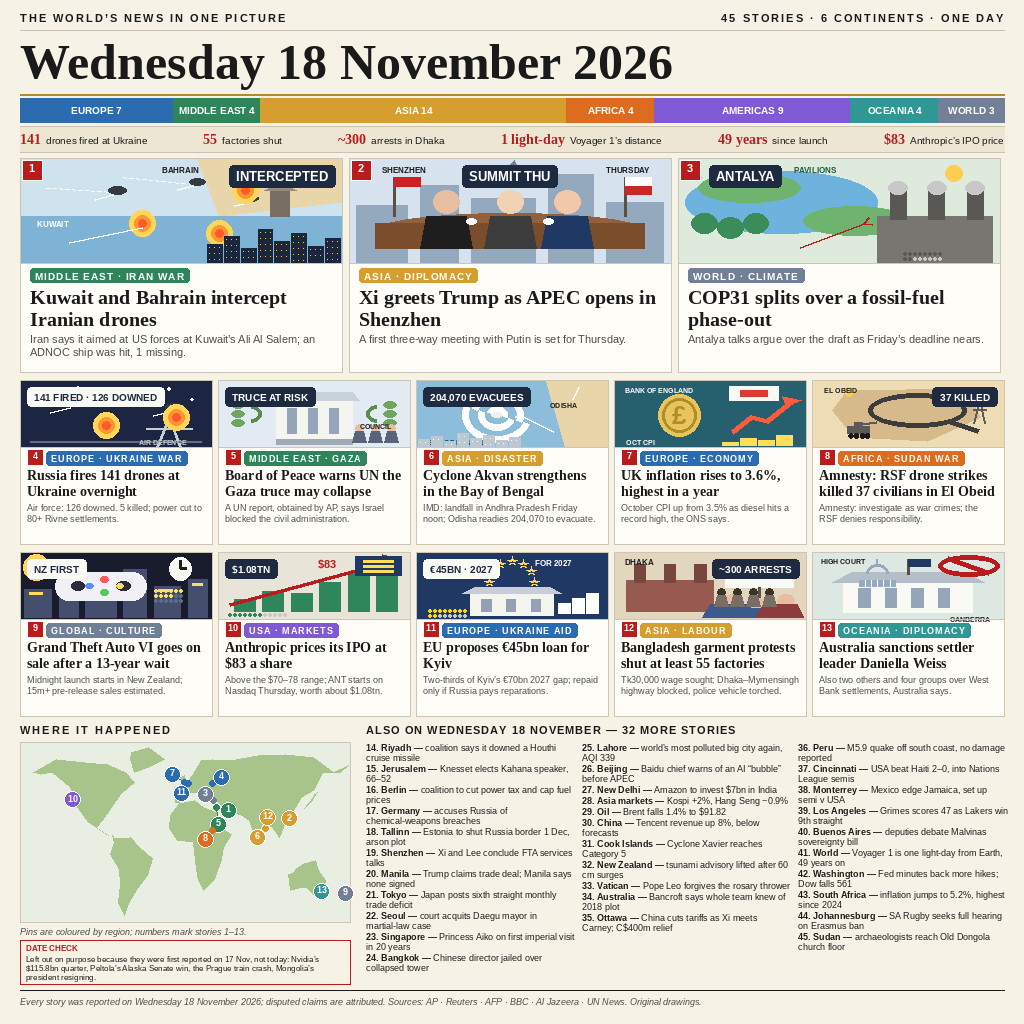 THE WORLD'S NEWS IN ONE PICTURE
45 STORIES · 6 CONTINENTS · ONE DAY
Wednesday 18 November 2026
EUROPE 7
MIDDLE EAST 4
ASIA 14
AFRICA 4
AMERICAS 9
OCEANIA 4
WORLD 3
141 drones fired at Ukraine
55 factories shut
~300 arrests in Dhaka
1 light-day Voyager 1's distance
49 years since launch
$83 Anthropic's IPO price
1
BAHRAIN
INTERCEPTED
KUWAIT
MIDDLE EAST · IRAN WAR
Kuwait and Bahrain intercept
Iranian drones
Iran says it aimed at US forces at Kuwait's Ali Al Salem; an
ADNOC ship was hit, 1 missing.
2
SHENZHEN
SUMMIT THU
THURSDAY
ASIA · DIPLOMACY
Xi greets Trump as APEC opens in
Shenzhen
A first three-way meeting with Putin is set for Thursday.
3
ANTALYA
PAVILIONS
WORLD · CLIMATE
COP31 splits over a fossil-fuel
phase-out
Antalya talks argue over the draft as Friday's deadline nears.
141 FIRED · 126 DOWNED
AIR DEFENCE
4
EUROPE · UKRAINE WAR
Russia fires 141 drones at
Ukraine overnight
Air force: 126 downed. 5 killed; power cut to
80+ Rivne settlements.
TRUCE AT RISK
COUNCIL
5
MIDDLE EAST · GAZA
Board of Peace warns UN the
Gaza truce may collapse
A UN report, obtained by AP, says Israel
blocked the civil administration.
204,070 EVACUEES
ODISHA
6
ASIA · DISASTER
Cyclone Akvan strengthens
in the Bay of Bengal
IMD: landfall in Andhra Pradesh Friday
noon; Odisha readies 204,070 to evacuate.
BANK OF ENGLAND
£
OCT CPI
7
EUROPE · ECONOMY
UK inflation rises to 3.6%,
highest in a year
October CPI up from 3.5% as diesel hits a
record high, the ONS says.
EL OBEID
37 KILLED
8
AFRICA · SUDAN WAR
Amnesty: RSF drone strikes
killed 37 civilians in El Obeid
Amnesty: investigate as war crimes; the
RSF denies responsibility.
NZ FIRST
9
GLOBAL · CULTURE
Grand Theft Auto VI goes on
sale after a 13-year wait
Midnight launch starts in New Zealand;
15m+ pre-release sales estimated.
$1.08TN
$83
10
USA · MARKETS
Anthropic prices its IPO at
$83 a share
Above the $70–78 range; ANT starts on
Nasdaq Thursday, worth about $1.08tn.
€45BN · 2027
FOR 2027
11
EUROPE · UKRAINE AID
EU proposes €45bn loan for
Kyiv
Two-thirds of Kyiv's €70bn 2027 gap; repaid
only if Russia pays reparations.
DHAKA
~300 ARRESTS
12
ASIA · LABOUR
Bangladesh garment protests
shut at least 55 factories
Tk30,000 wage sought; Dhaka–Mymensingh
highway blocked, police vehicle torched.
HIGH COURT
CANBERRA
13
OCEANIA · DIPLOMACY
Australia sanctions settler
leader Daniella Weiss
Also two others and four groups over West
Bank settlements, Australia says.
WHERE IT HAPPENED
7
4
11
3
10
1
5
12
2
6
8
13
9
Pins are coloured by region; numbers mark stories 1–13.
DATE CHECK
Left out on purpose because they were first reported on 17 Nov, not today: Nvidia's
$115.8bn quarter, Peltola's Alaska Senate win, the Prague train crash, Mongolia's
president resigning.
ALSO ON WEDNESDAY 18 NOVEMBER — 32 MORE STORIES
14. Riyadh — coalition says it downed a Houthi
cruise missile
15. Jerusalem — Knesset elects Kahana speaker,
66–52
16. Berlin — coalition to cut power tax and cap fuel
prices
17. Germany — accuses Russia of
chemical-weapons breaches
18. Tallinn — Estonia to shut Russia border 1 Dec,
arson plot
19. Shenzhen — Xi and Lee conclude FTA services
talks
20. Manila — Trump claims trade deal; Manila says
none signed
21. Tokyo — Japan posts sixth straight monthly
trade deficit
22. Seoul — court acquits Daegu mayor in
martial-law case
23. Singapore — Princess Aiko on first imperial visit
in 20 years
24. Bangkok — Chinese director jailed over
collapsed tower
25. Lahore — world's most polluted big city again,
AQI 339
26. Beijing — Baidu chief warns of an AI "bubble"
before APEC
27. New Delhi — Amazon to invest $7bn in India
28. Asia markets — Kospi +2%, Hang Seng −0.9%
29. Oil — Brent falls 1.4% to $91.82
30. China — Tencent revenue up 8%, below
forecasts
31. Cook Islands — Cyclone Xavier reaches
Category 5
32. New Zealand — tsunami advisory lifted after 60
cm surges
33. Vatican — Pope Leo forgives the rosary thrower
34. Australia — Bancroft says whole team knew of
2018 plot
35. Ottawa — China cuts tariffs as Xi meets
Carney; C$400m relief
36. Peru — M5.9 quake off south coast, no damage
reported
37. Cincinnati — USA beat Haiti 2–0, into Nations
League semis
38. Monterrey — Mexico edge Jamaica, set up
semi v USA
39. Los Angeles — Grimes scores 47 as Lakers win
9th straight
40. Buenos Aires — deputies debate Malvinas
sovereignty bill
41. World — Voyager 1 is one light-day from Earth,
49 years on
42. Washington — Fed minutes back more hikes;
Dow falls 561
43. South Africa — inflation jumps to 5.2%, highest
since 2024
44. Johannesburg — SA Rugby seeks full hearing
on Erasmus ban
45. Sudan — archaeologists reach Old Dongola
church floor
Every story was reported on Wednesday 18 November 2026; disputed claims are attributed. Sources: AP · Reuters · AFP · BBC · Al Jazeera · UN News. Original drawings.